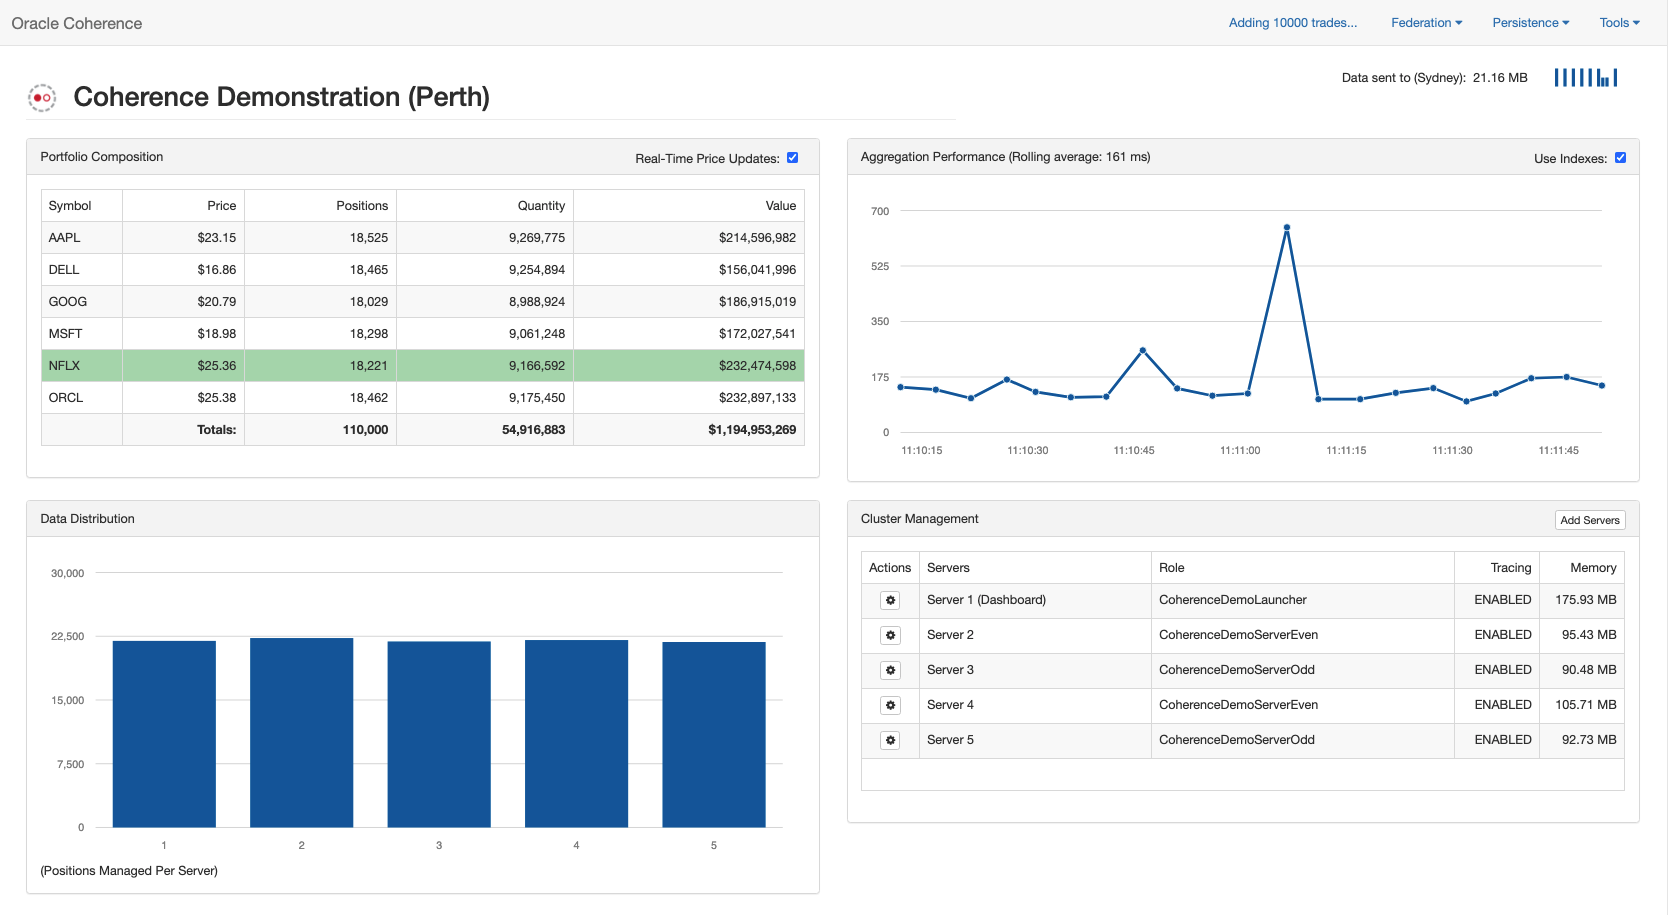 Oracle Coherence
Adding 10000 trades... Federation Persistence Tools
Data sent to (Sydney): 21.16 MB
Coherence Demonstration (Perth)
Portfolio Composition Real-Time Price Updates:
Symbol Price Positions Quantity Value
AAPL $23.15 18,525 9,269,775 $214,596,982
DELL $16.86 18,465 9,254,894 $156,041,996
GOOG $20.79 18,029 8,988,924 $186,915,019
MSFT $18.98 18,298 9,061,248 $172,027,541
NFLX $25.36 18,221 9,166,592 $232,474,598
ORCL $25.38 18,462 9,175,450 $232,897,133
Totals: 110,000 54,916,883 $1,194,953,269
Aggregation Performance (Rolling average: 161 ms) Use Indexes:
700
525
350
175
0
11:10:15 11:10:30 11:10:45 11:11:00 11:11:15 11:11:30 11:11:45
Data Distribution
30,000
22,500
15,000
7,500
0
1 2 3 4 5
(Positions Managed Per Server)
Cluster Management Add Servers
Actions Servers Role Tracing Memory
Server 1 (Dashboard) CoherenceDemoLauncher ENABLED 175.93 MB
Server 2 CoherenceDemoServerEven ENABLED 95.43 MB
Server 3 CoherenceDemoServerOdd ENABLED 90.48 MB
Server 4 CoherenceDemoServerEven ENABLED 105.71 MB
Server 5 CoherenceDemoServerOdd ENABLED 92.73 MB